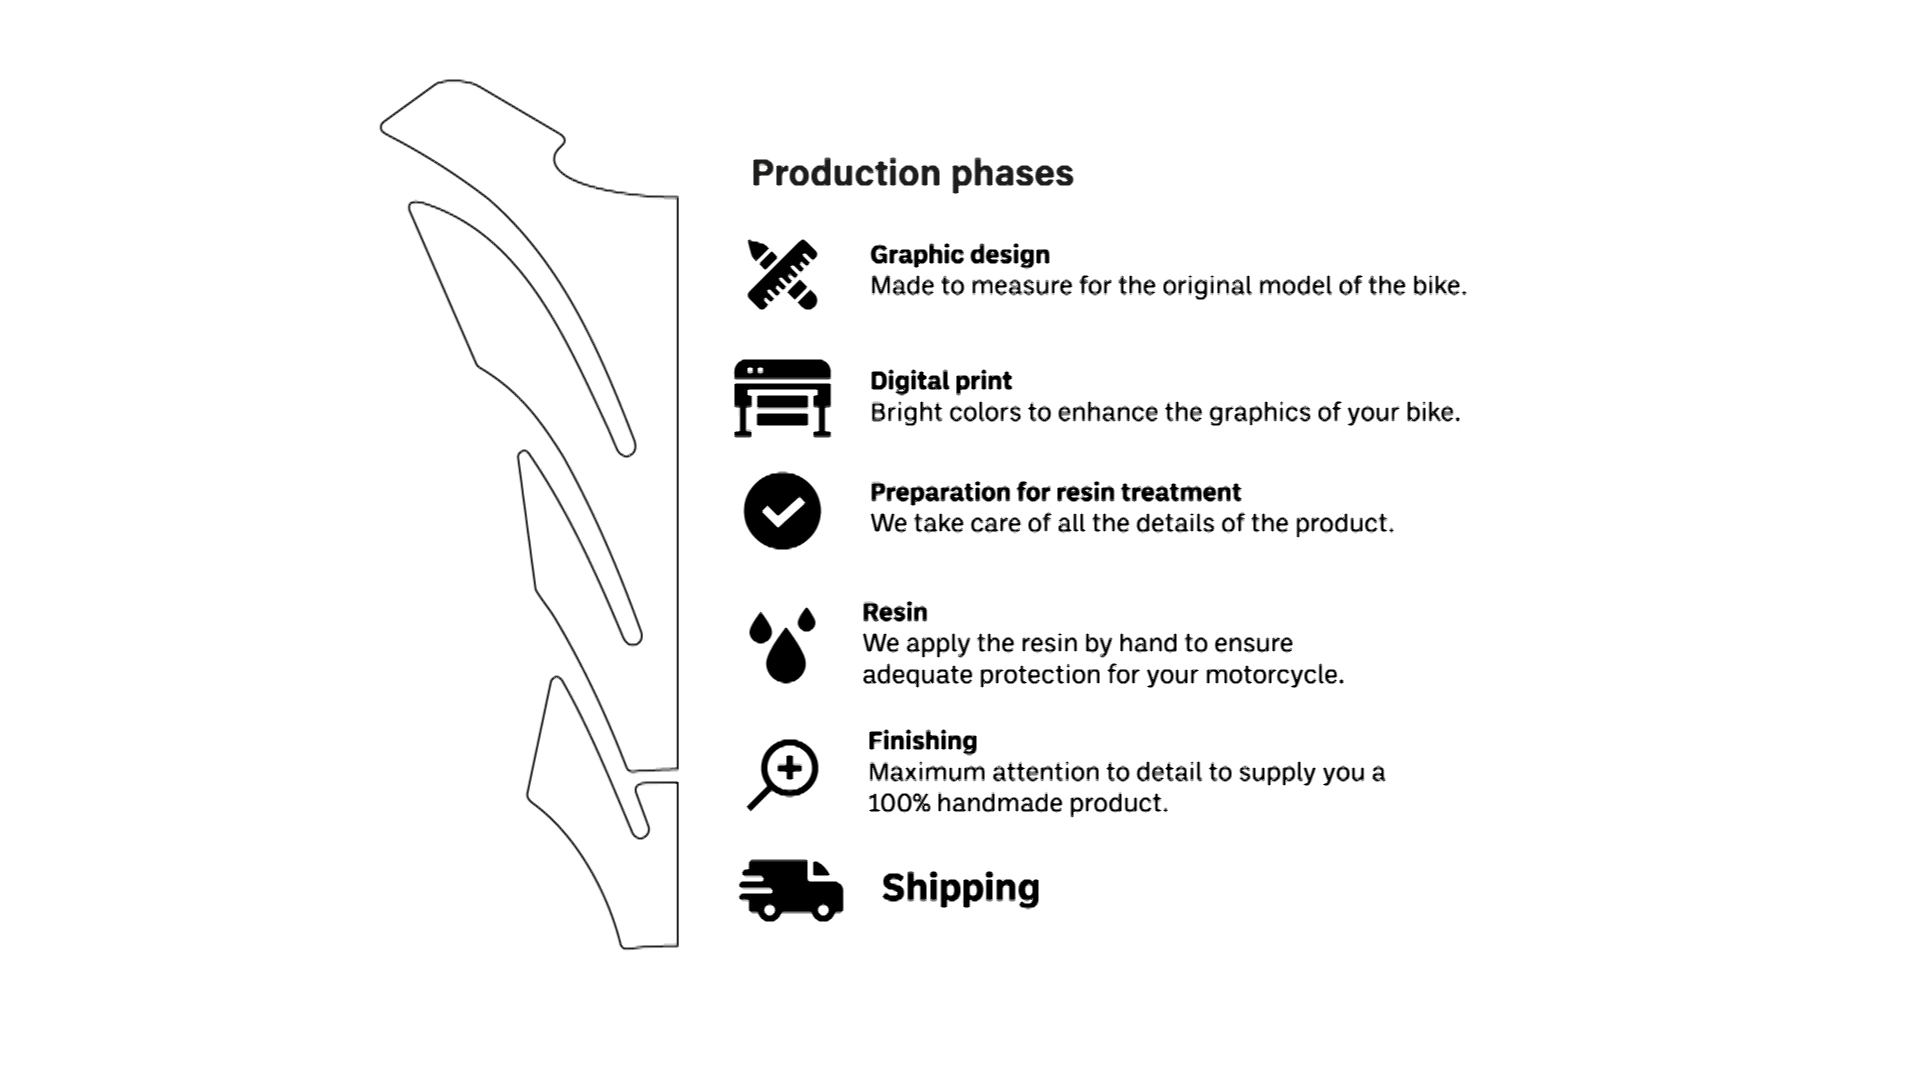 Production phases
Graphic design
Made to measure for the original model of the bike.
Digital print
Bright colors to enhance the graphics of your bike.
Preparation for resin treatment
We take care of all the details of the product.
Resin
We apply the resin by hand to ensure
adequate protection for your motorcycle.
Finishing
Maximum attention to detail to supply you a
100% handmade product.
Shipping